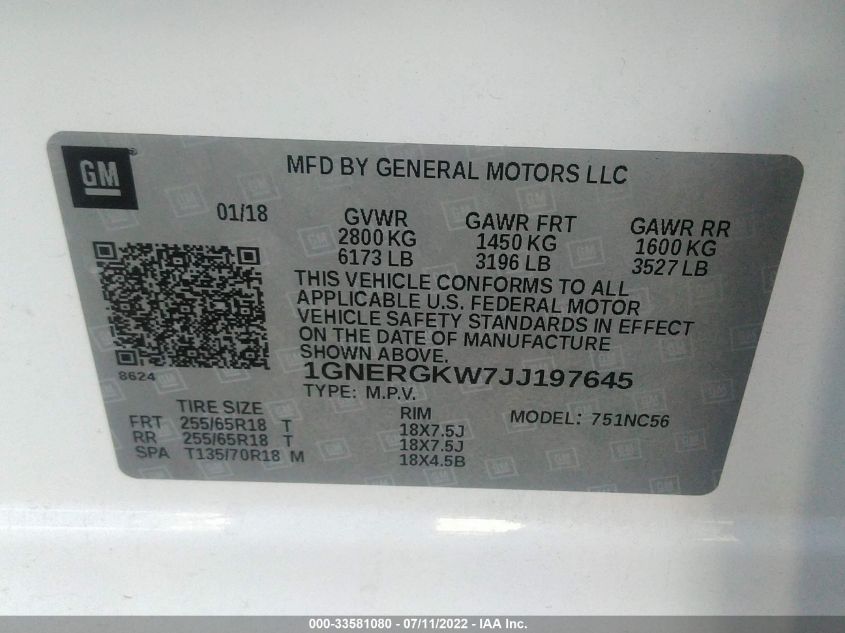 GM
MFD BY GENERAL MOTORS LLC
01/18
GVWR GAWR FRT GAWR RR
2800 KG 1450 KG 1600 KG
6173 LB 3196 LB 3527 LB
THIS VEHICLE CONFORMS TO ALL
APPLICABLE U.S. FEDERAL MOTOR
VEHICLE SAFETY STANDARDS IN EFFECT
ON THE DATE OF MANUFACTURE
SHOWN ABOVE.
8624
1GNERGKW7JJ197645
TYPE: M.P.V.
TIRE SIZE RIM MODEL: 751NC56
FRT 255/65R18 T 18X7.5J
RR 255/65R18 T 18X7.5J
SPA T135/70R18 M 18X4.5B
000-33581080 - 07/11/2022 - IAA Inc.